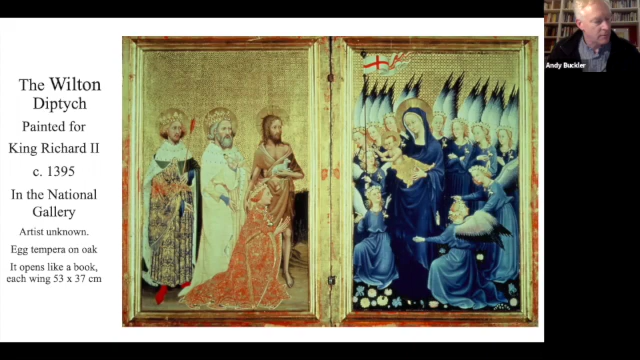 The Wilton
Diptych
Painted for
King Richard II
c. 1395
In the National
Gallery
Artist unknown.
Egg tempera on oak
It opens like a book,
each wing 53 x 37 cm
Andy Buckler